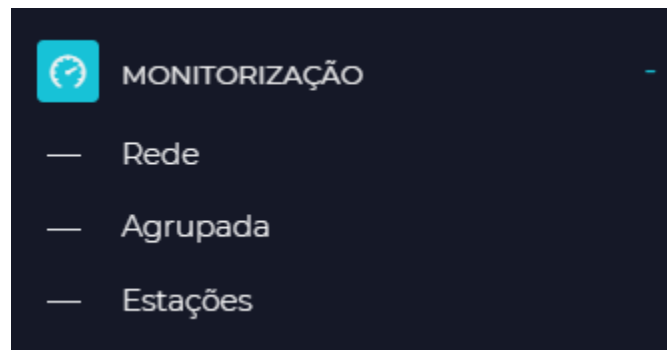 MONITORIZAÇÃO -
— Rede
— Agrupada
— Estações